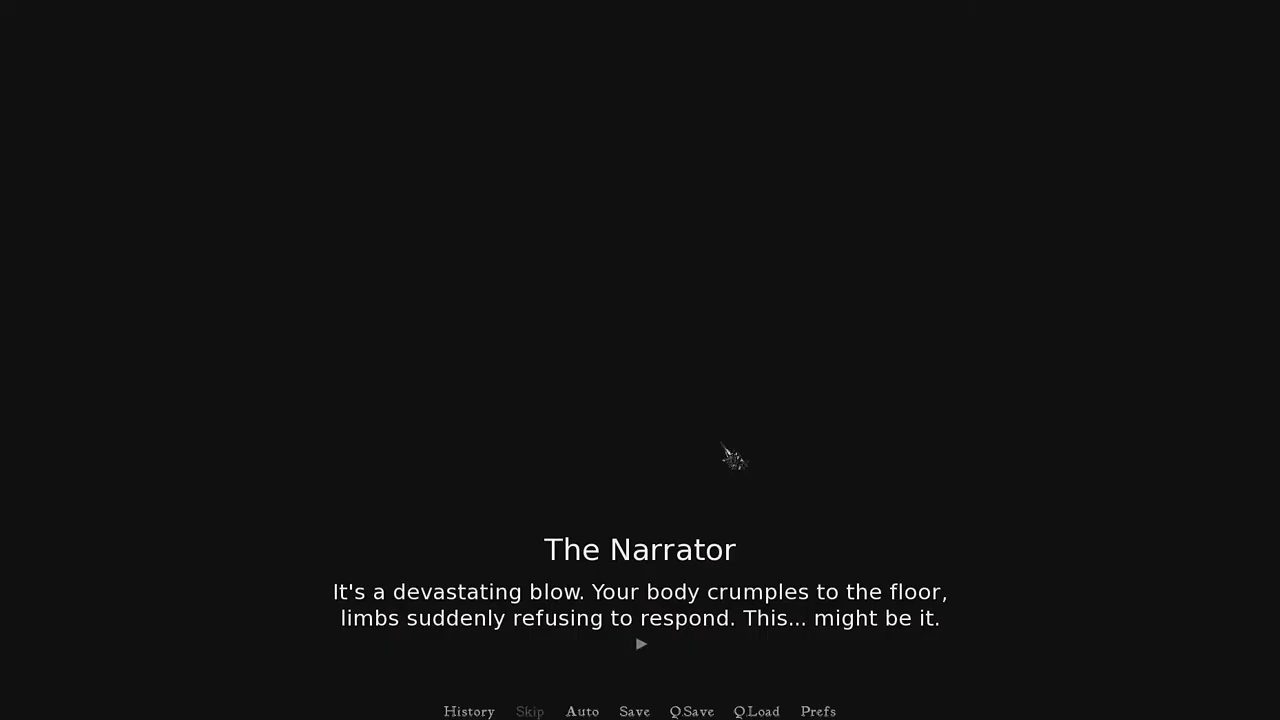 The Narrator
It's a devastating blow. Your body crumples to the floor,
limbs suddenly refusing to respond. This... might be it.
History Skip Auto Save Q.Save Q.Load Prefs